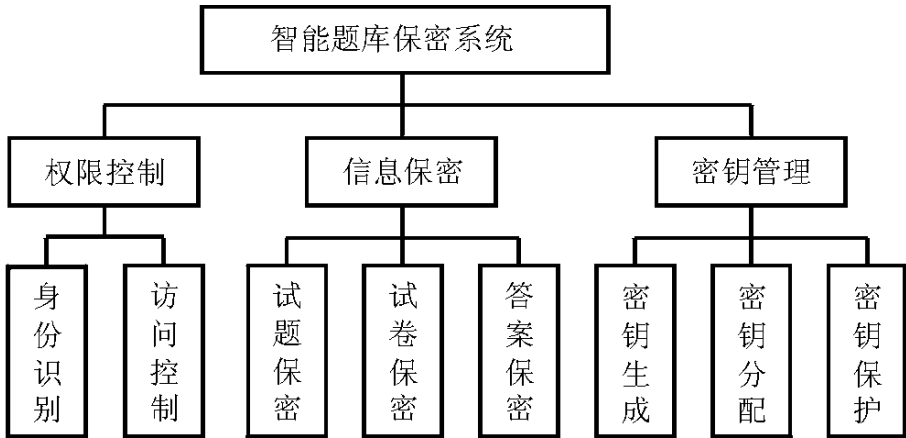 智能题库保密系统
权限控制
信息保密
密钥管理
身份识别
访问控制
试题保密
试卷保密
答案保密
密钥生成
密钥分配
密钥保护